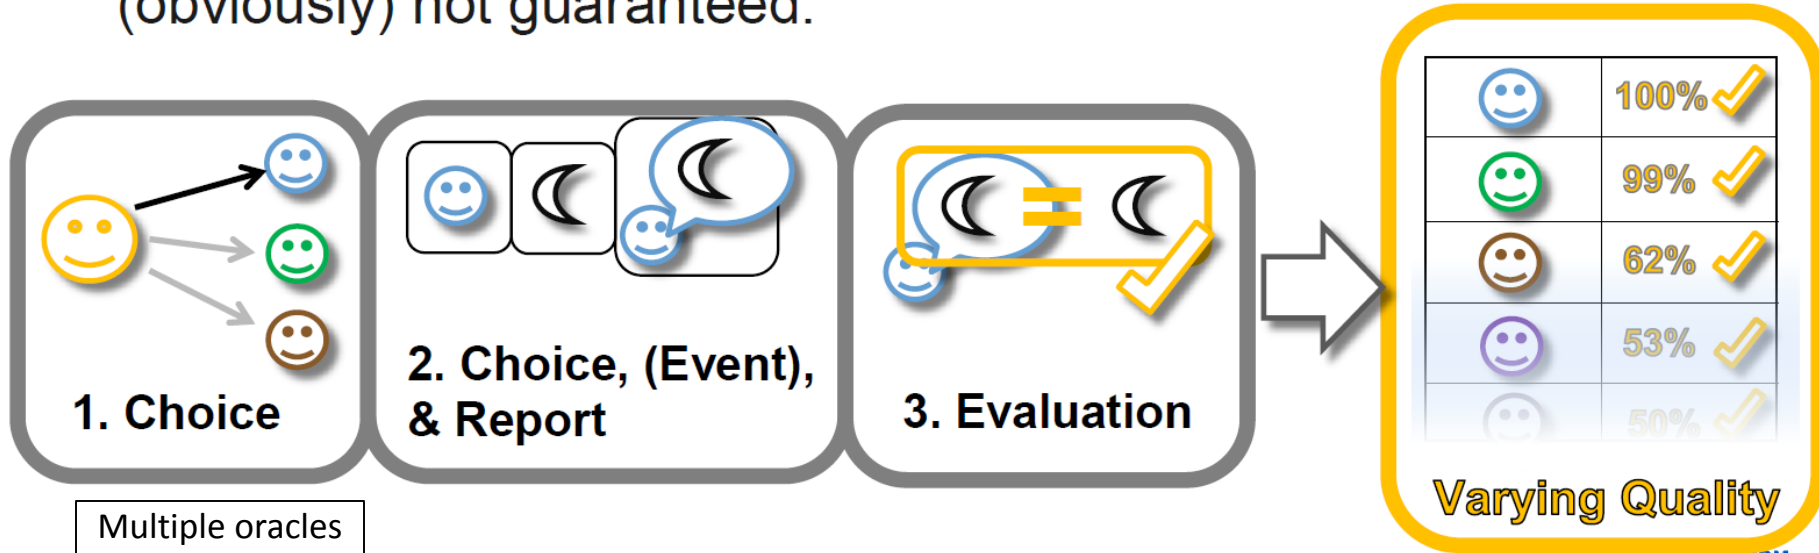 (obviously) not guaranteed.
1. Choice
2. Choice, (Event),
& Report
3. Evaluation
100%
99%
62%
53%
50%
Varying Quality
Multiple oracles